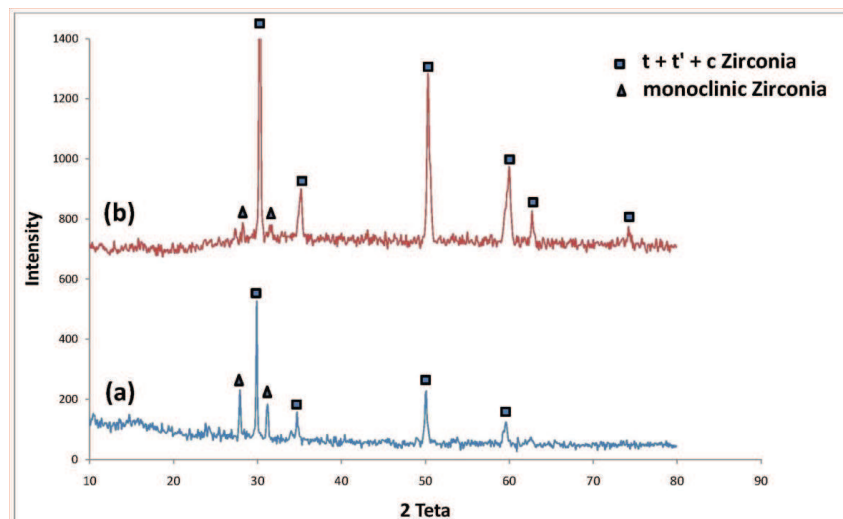 1400
1200
1000
800
600
400
200
0
10 20 30 40 50 60 70 80 90
Intensity
2 Teta
(b)
(a)
t + t' + c Zirconia
monoclinic Zirconia